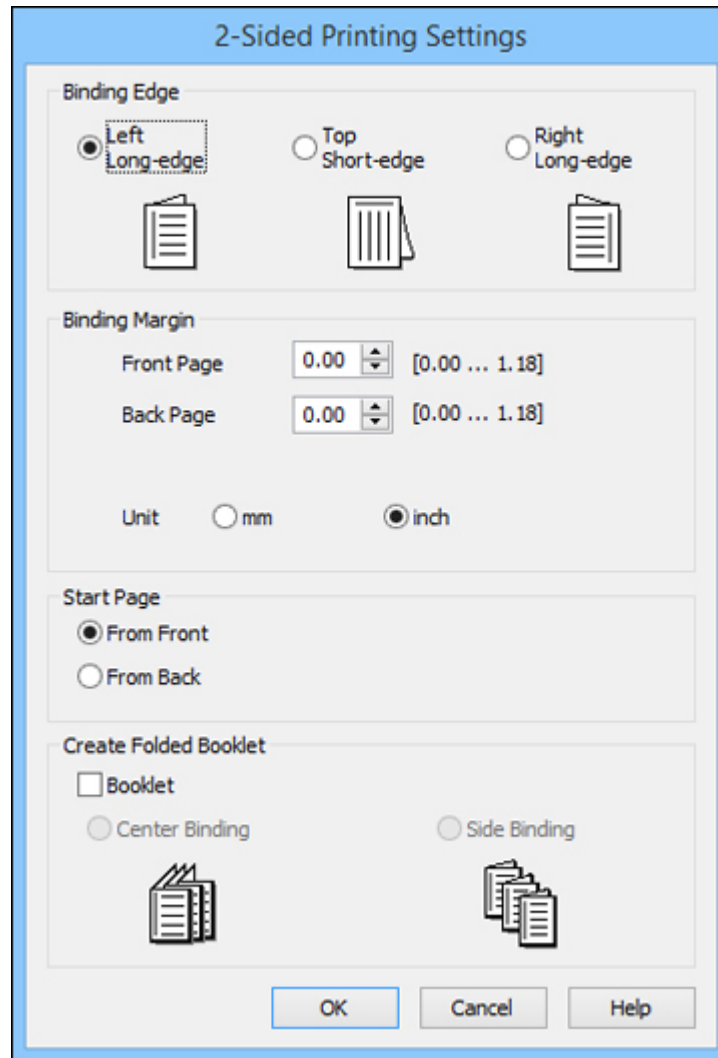 2-Sided Printing Settings
Binding Edge
Left
Long-edge
Top
Short-edge
Right
Long-edge
Binding Margin
Front Page 0.00 [0.00 ... 1.18]
Back Page 0.00 [0.00 ... 1.18]
Unit mm inch
Start Page
From Front
From Back
Create Folded Booklet
Booklet
Center Binding Side Binding
OK Cancel Help